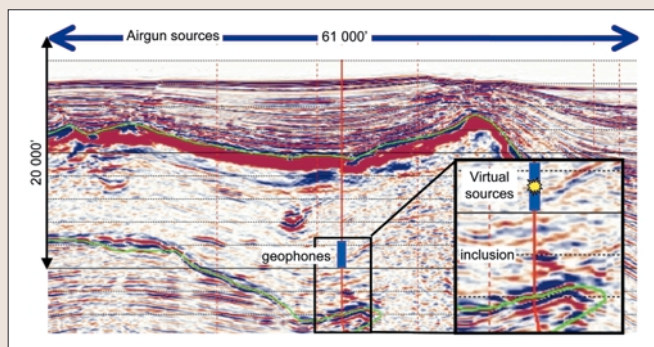 Airgun sources 61 000'
20 000'
geophones
Virtual
sources
inclusion